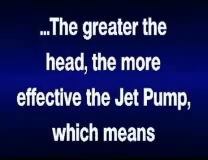 ...The greater the
head, the more
effective the Jet Pump,
which means